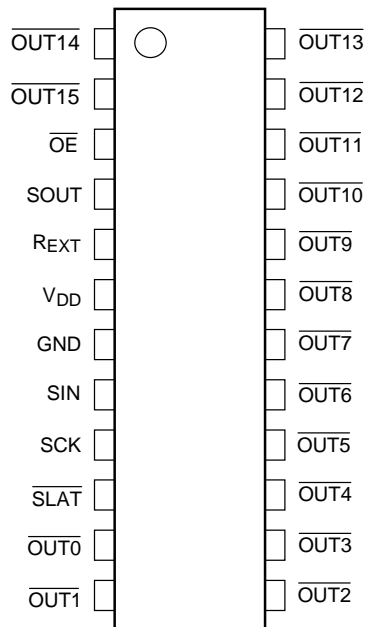 OUT14 OUT13
OUT15 OUT12
OE OUT11
SOUT OUT10
REXT OUT9
VDD OUT8
GND OUT7
SIN OUT6
SCK OUT5
SLAT OUT4
OUT0 OUT3
OUT1 OUT2